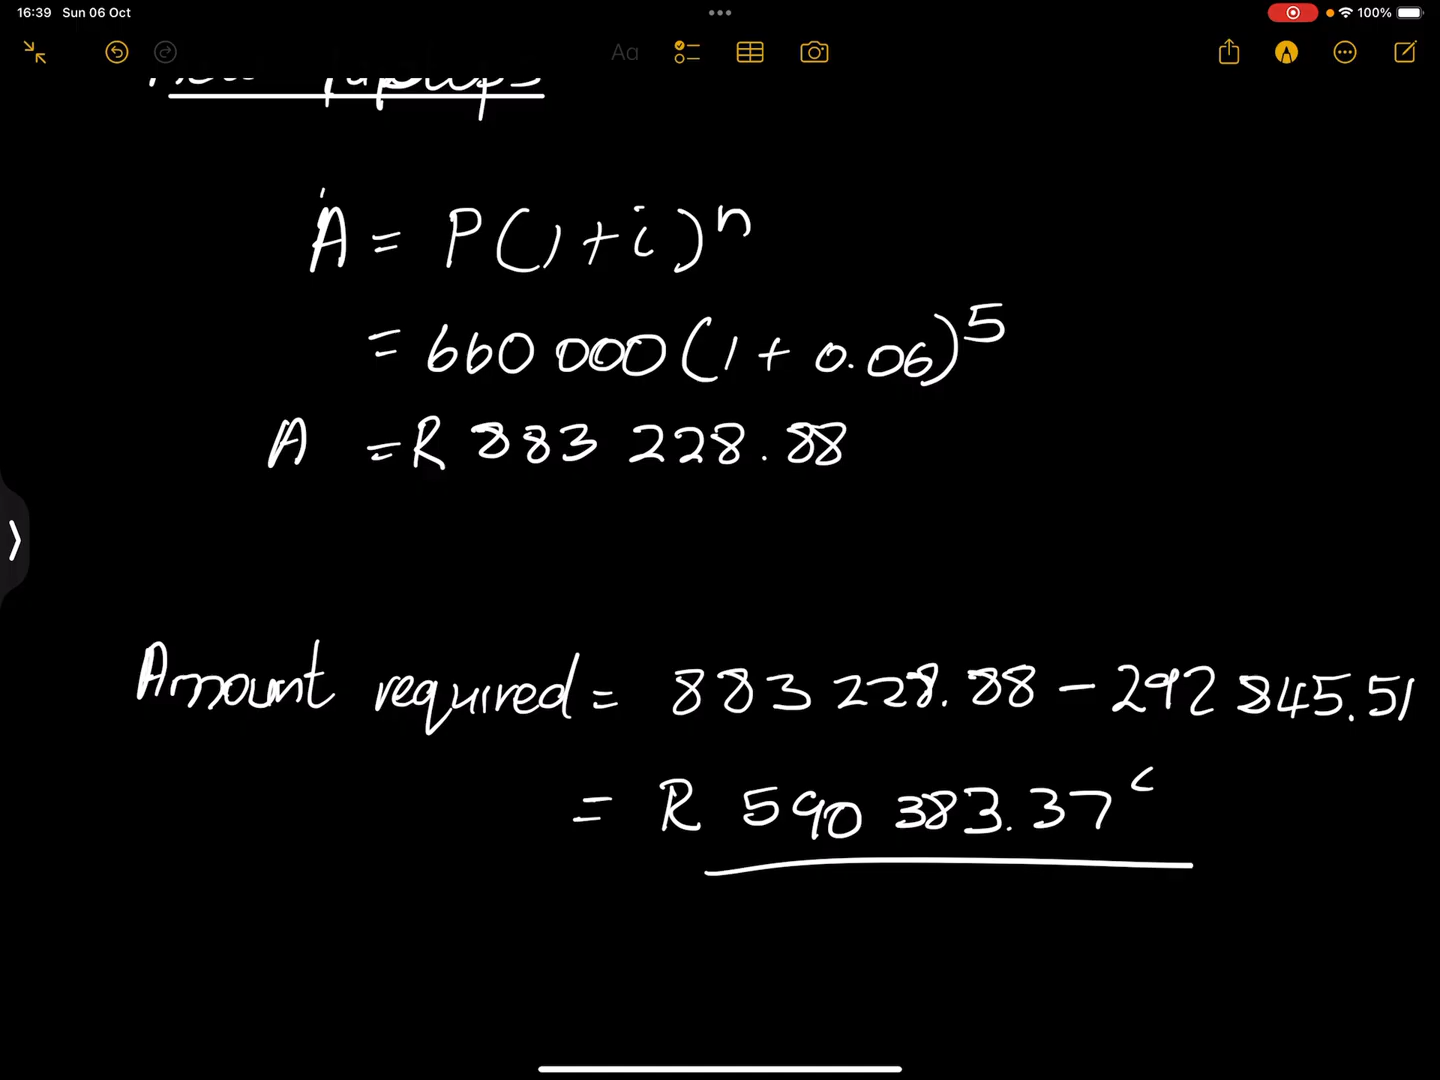 16:39 Sun 06 Oct 100%
Aa
A = P(1+i)^n
= 660 000(1 + 0.06)^5
A = R 883 228.88
Amount required = 883 228.88 – 292 845.51
= R 590 383.37^c